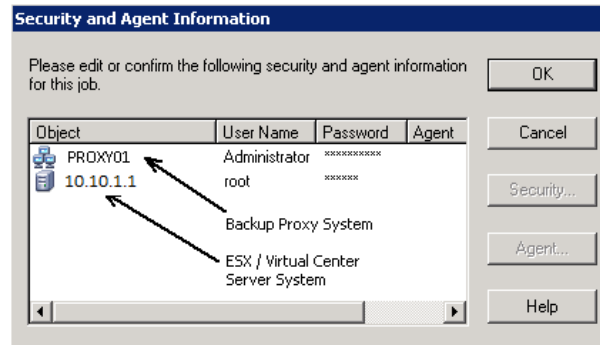 Security and Agent Information
Please edit or confirm the following security and agent information
for this job.
OK
Object User Name Password Agent
Cancel
PROXY01 Administrator **********
10.10.1.1 root ******
Security...
Backup Proxy System
Agent...
ESX / Virtual Center
Server System
Help